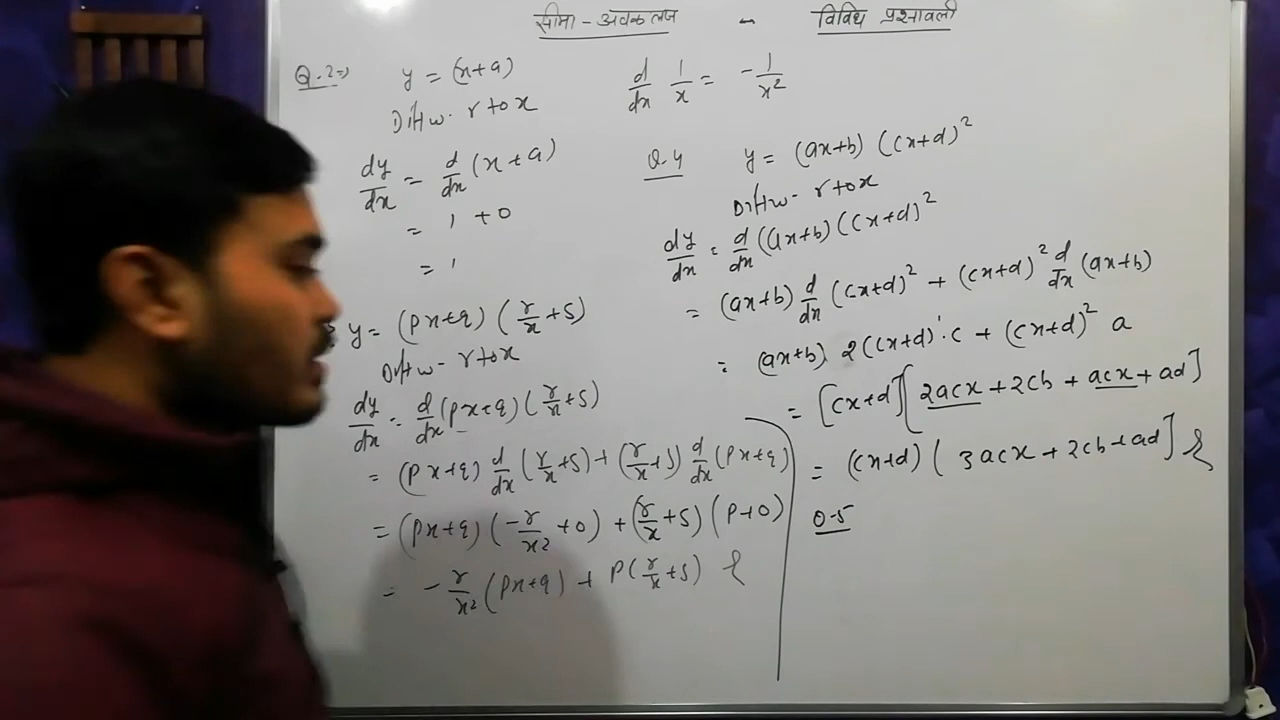 सीमा - अवकलज - विविध प्रश्नावली
Q.2⇒ y = (x+a)
Diff w. r to x
dy/dx = d/dx (x+a)
= 1 + 0
= 1
y = (px+q) (r/x + s)
Diff w. r to x
dy/dx = d/dx (px+q) (r/x + s)
= (px+q) d/dx (r/x + s) + (r/x + s) d/dx (px+q)
= (px+q) (-r/x² + 0) + (r/x + s) (p+0)
= -r/x² (px+q) + p(r/x + s)
d/dx 1/x = -1/x²
Q.4 y = (ax+b) (cx+d)²
Diff w. r to x
dy/dx = d/dx (ax+b) (cx+d)²
= (ax+b) d/dx (cx+d)² + (cx+d)² d/dx (ax+b)
= (ax+b) 2(cx+d)¹.c + (cx+d)² a
= [cx+d] [2acx + 2cb + acx + ad]
= (cx+d) ( 3acx + 2cb + ad]
Q.5